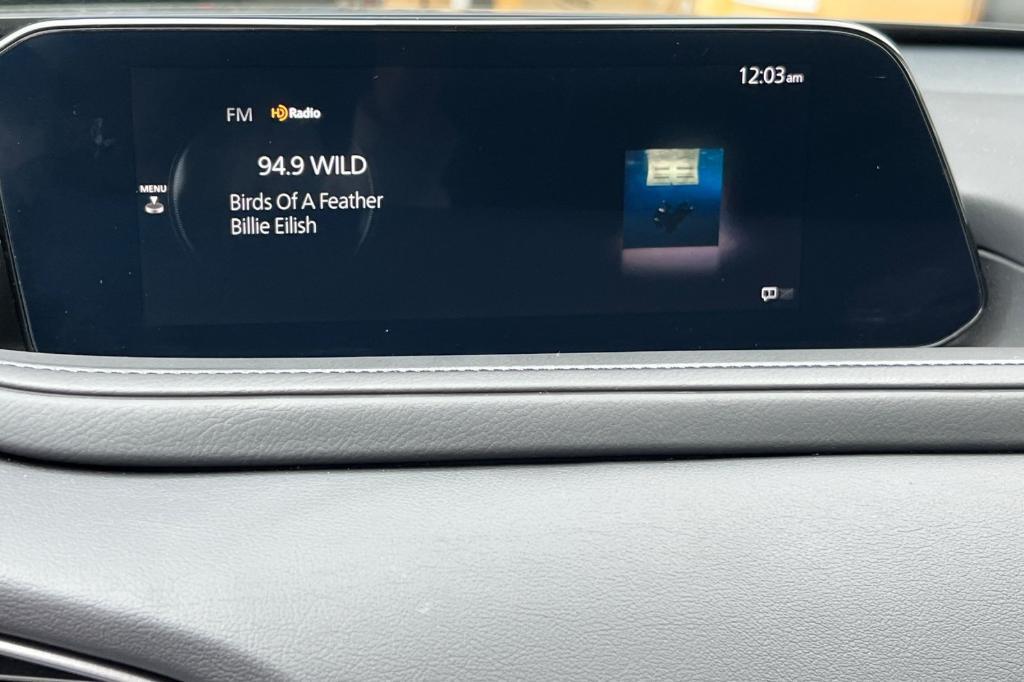 12:03am
FM HD Radio
94.9 WILD
MENU
Birds Of A Feather
Billie Eilish